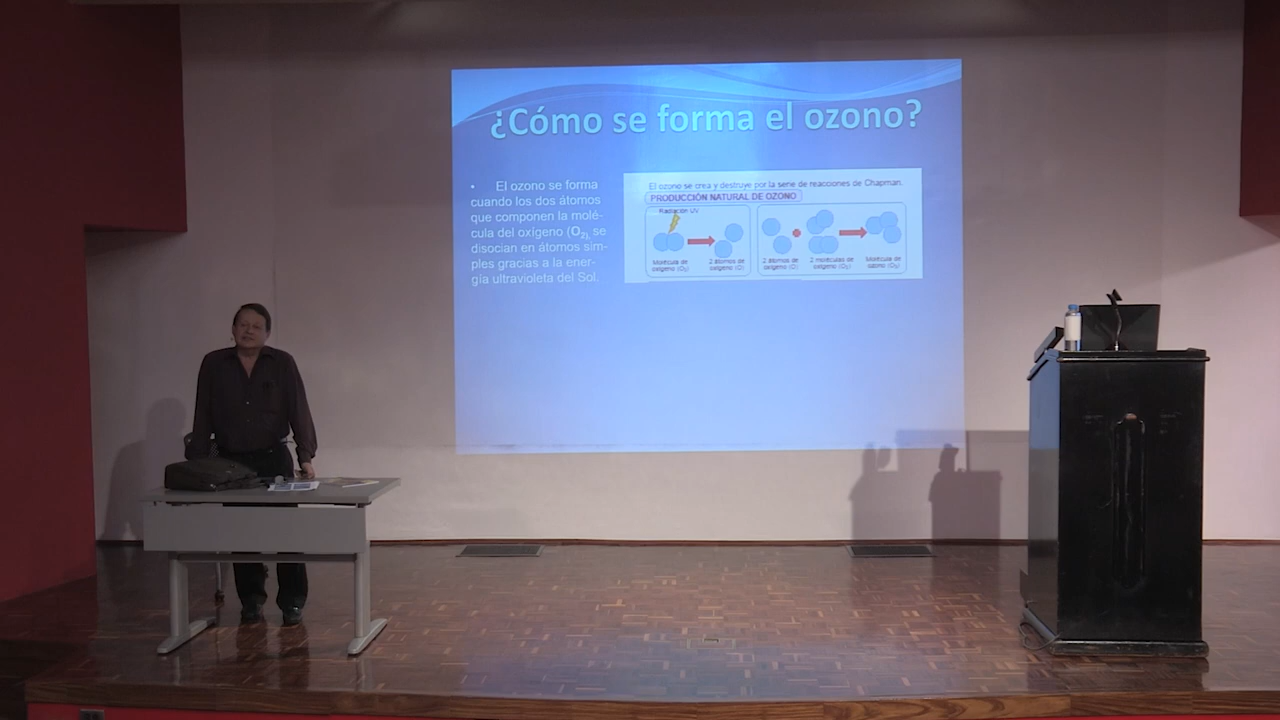 ¿Cómo se forma el ozono?
• El ozono se forma
cuando los dos átomos
que componen la molé-
cula del oxígeno (O₂), se
disocian en átomos sim-
ples gracias a la ener-
gía ultravioleta del Sol.
El ozono se crea y destruye por la serie de reacciones de Chapman.
PRODUCCIÓN NATURAL DE OZONO
Radiación UV
Molécula de
oxígeno (O₂)
2 átomos de
oxígeno (O)
2 átomos de
oxígeno (O)
2 moléculas de
oxígeno (O₂)
Molécula de
ozono (O₃)